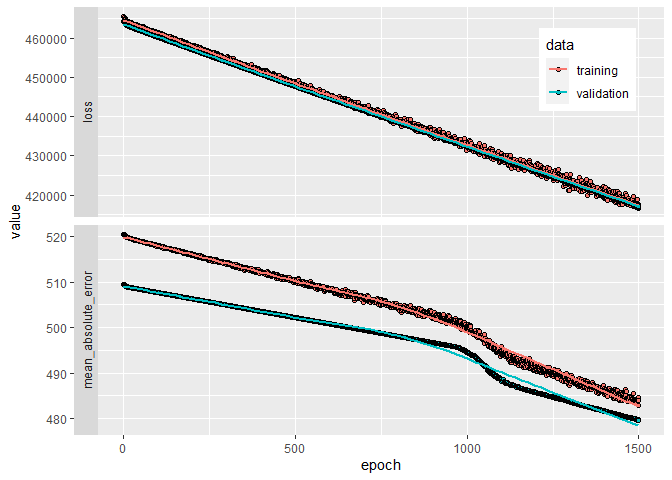 value
loss
460000
450000
440000
430000
420000
data
training
validation
mean_absolute_error
520
510
500
490
480
0
500
1000
1500
epoch